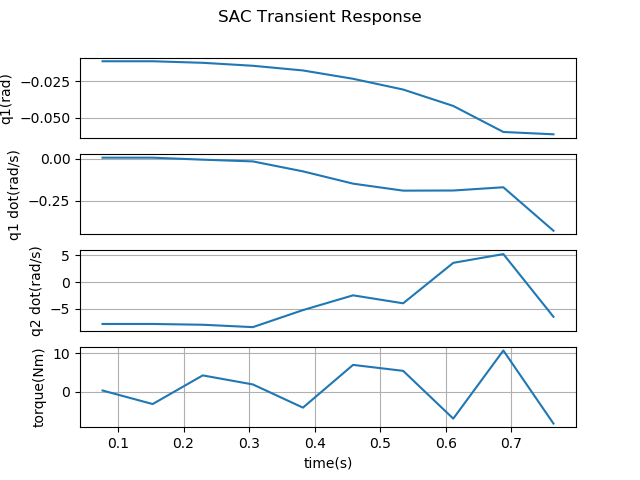 SAC Transient Response
q1(rad)
−0.025
−0.050
q1 dot(rad/s)
0.00
−0.25
q2 dot(rad/s)
5
0
−5
torque(Nm)
10
0
0.1 0.2 0.3 0.4 0.5 0.6 0.7
time(s)